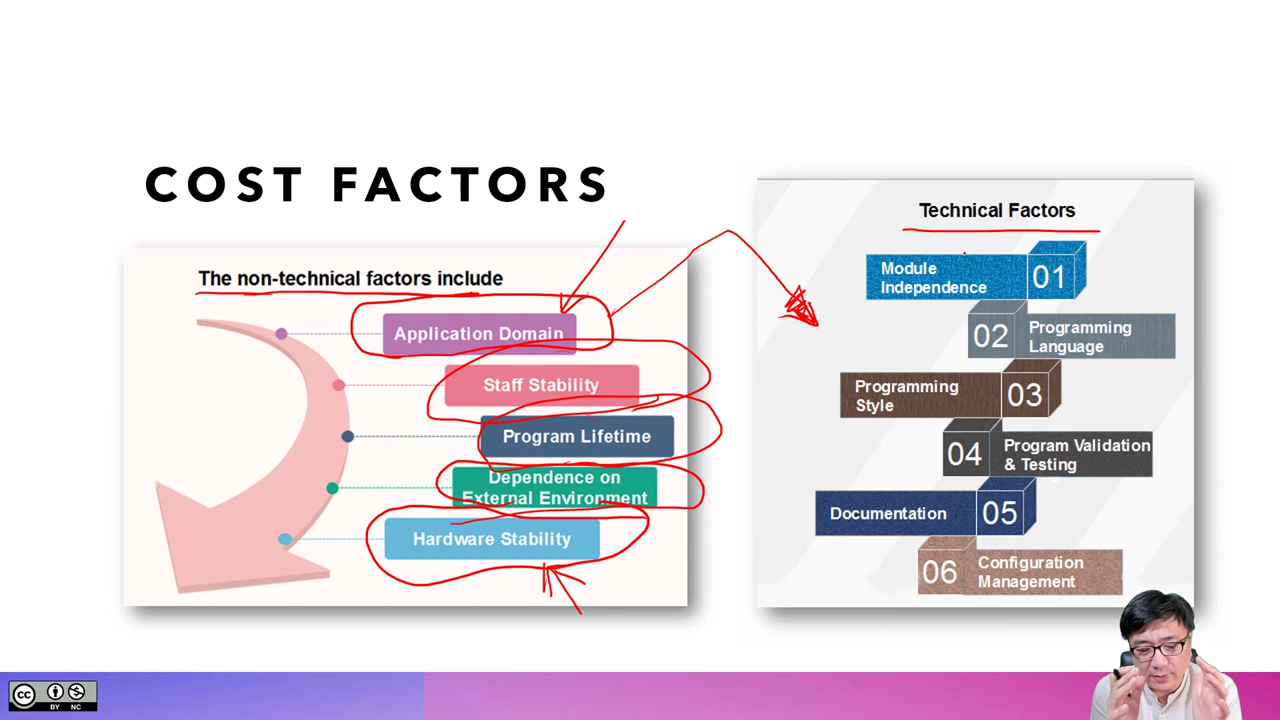 COST FACTORS
The non-technical factors include
Application Domain
Staff Stability
Program Lifetime
Dependence on
External Environment
Hardware Stability
Technical Factors
Module
Independence
01
02
Programming
Language
Programming
Style
03
04
Program Validation
& Testing
Documentation
05
06
Configuration
Management
cc
BY NC